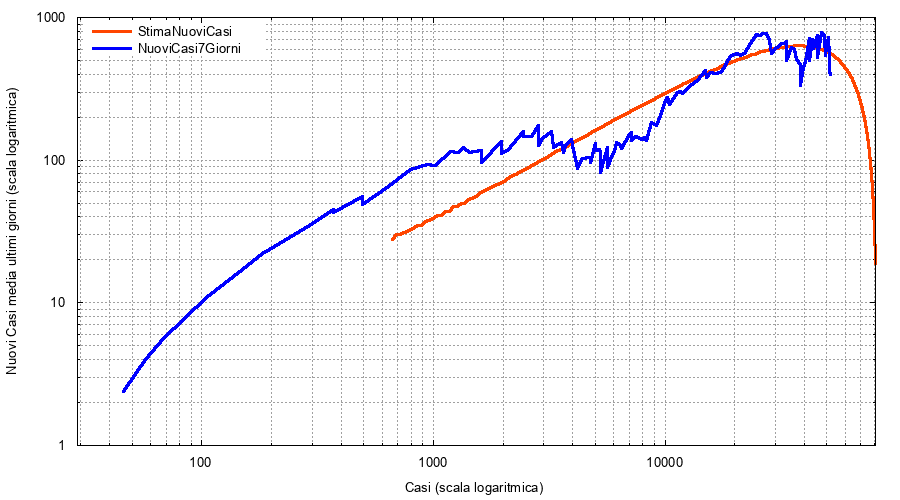 1000
100
10
1
StimaNuoviCasi
NuoviCasi7Giorni
Nuovi Casi media ultimi giorni (scala logaritmica)
100 1000 10000
Casi (scala logaritmica)